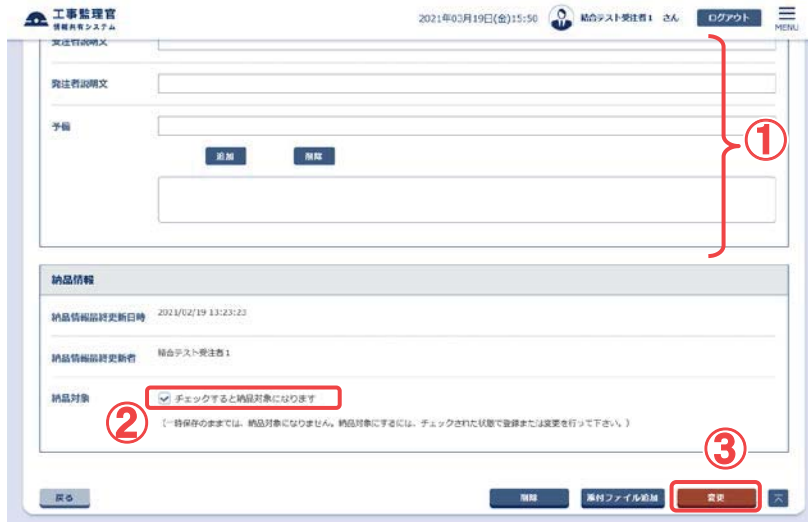 工事監理官
情報共有システム
2021年03月19日(金)15:50
結合テスト受注者1 さん
ログアウト
MENU
受注者説明文
発注者説明文
予備
追加
削除
①
納品情報
納品情報最終更新日時
2021/02/19 13:23:23
納品情報最終更新者
結合テスト受注者1
納品対象
チェックすると納品対象になります
②
(一時保存のままでは、納品対象になりません。納品対象にするには、チェックされた状態で登録または変更を行って下さい。)
③
戻る
削除
添付ファイル追加
変更